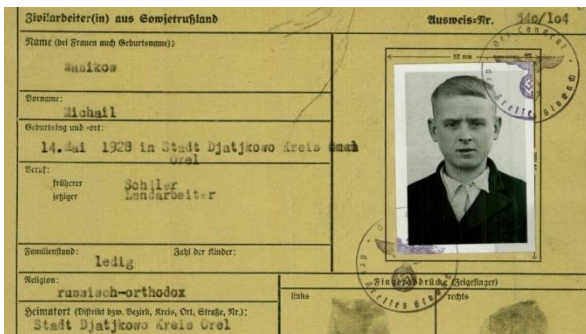 Zivilarbeiter(in) aus Sowjetrußland
Ausweis-Nr. 340/104
Name (bei Frauen auch Geburtsname):
Wasikow
Vorname:
Michail
Geburtstag und -ort:
14.Mai 1928 in Stadt Djatjkowo Kreis
Orel
Beruf:
früherer Schüler
jetziger Landarbeiter
Familienstand: Zahl der Kinder:
ledig
Religion:
russisch-orthodox
Heimatort (Distrikt bzw. Bezirk, Kreis, Ort, Straße, Nr.):
Stadt Djatjkowo Kreis Orel
52 mm
Fingerabdrücke (Zeigefinger)
links rechts